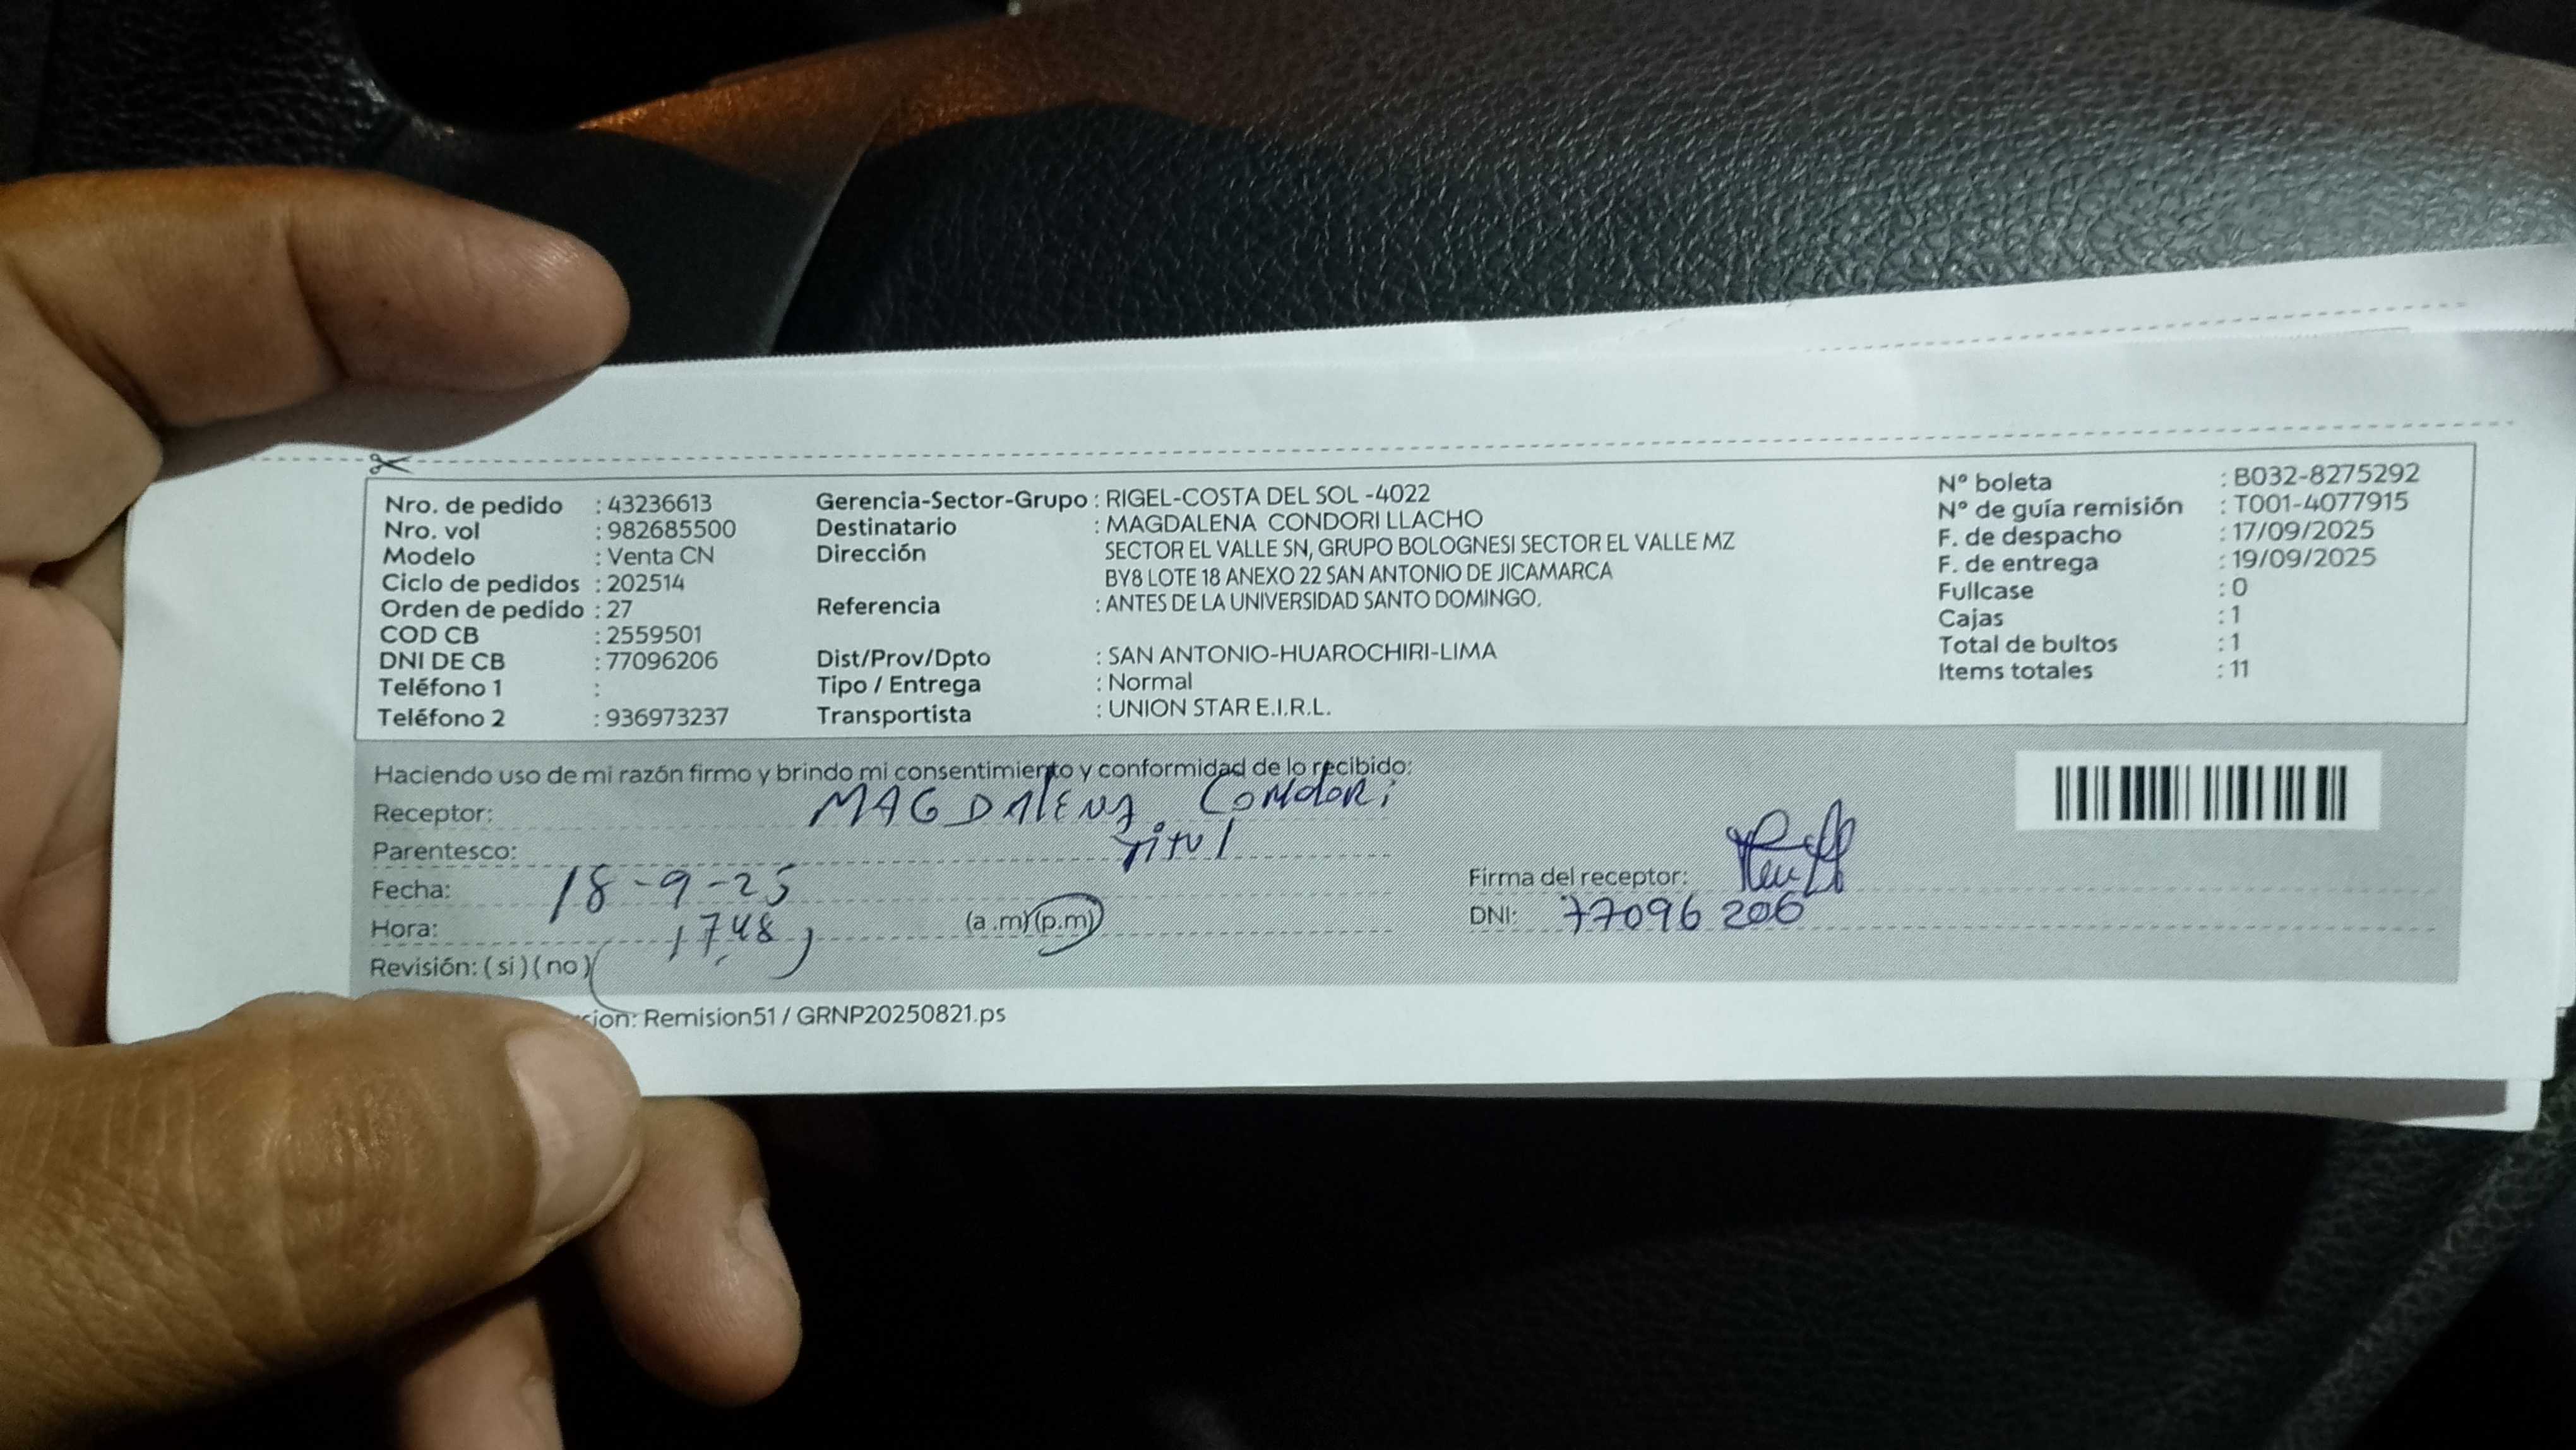 Nro. de pedido : 43236613
Nro. vol : 982685500
Modelo : Venta CN
Ciclo de pedidos : 202514
Orden de pedido : 27
COD CB : 2559501
DNI DE CB : 77096206
Teléfono 1 :
Teléfono 2 : 936973237
Gerencia-Sector-Grupo : RIGEL-COSTA DEL SOL -4022
Destinatario : MAGDALENA CONDORI LLACHO
Dirección SECTOR EL VALLE SN, GRUPO BOLOGNESI SECTOR EL VALLE MZ
BY8 LOTE 18 ANEXO 22 SAN ANTONIO DE JICAMARCA
Referencia : ANTES DE LA UNIVERSIDAD SANTO DOMINGO.
Dist/Prov/Dpto : SAN ANTONIO-HUAROCHIRI-LIMA
Tipo / Entrega : Normal
Transportista : UNION STAR E.I.R.L.
N° boleta : B032-8275292
N° de guía remisión : T001-4077915
F. de despacho : 17/09/2025
F. de entrega : 19/09/2025
Fullcase : 0
Cajas : 1
Total de bultos : 1
Items totales : 11
Haciendo uso de mi razón firmo y brindo mi consentimiento y conformidad de lo recibido:
Receptor: MAGDALENA CONDORI
Parentesco: Titul
Fecha: 18-9-25
Hora: 1748 (a.m)(p.m)
Revisión: (si) (no)
Firma del receptor:
DNI: 77096206
Remision51 / GRNP20250821.ps